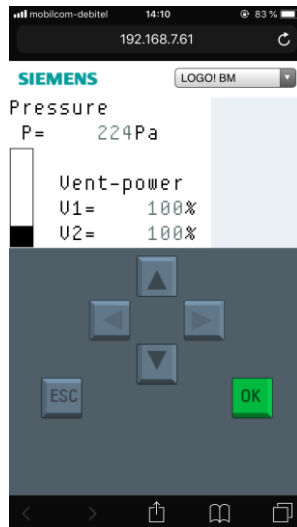 mobilcom-debitel 14:10 83 %
192.168.7.61
SIEMENS LOGO! BM
Pressure
P= 224Pa
Vent-power
V1= 100%
V2= 100%
ESC OK